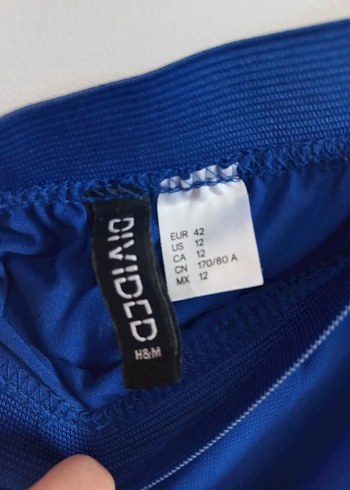 DIVIDED
H&M
EUR 42
US 12
CA 12
CN 170/80 A
MX 12